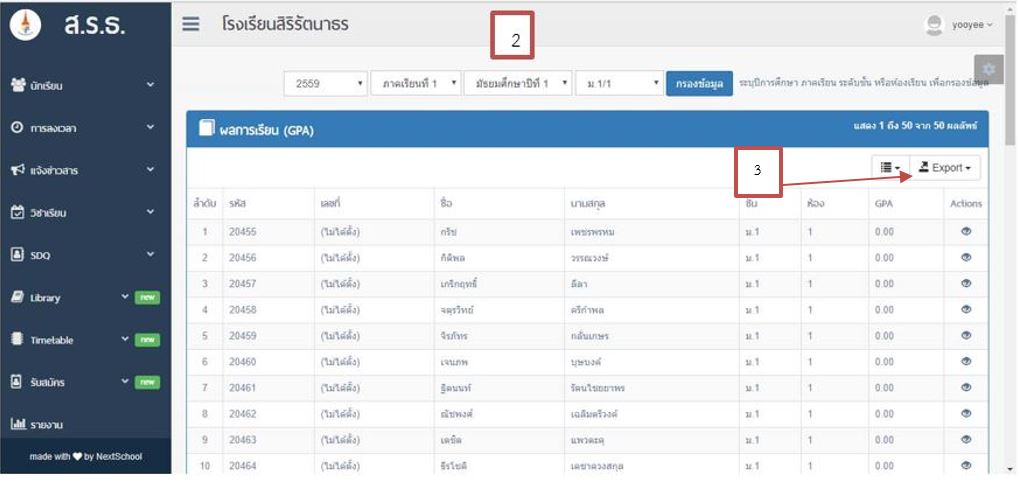 ส.ร.ธ.
โรงเรียนสิริรัตนาธร
yooyee
2
นักเรียน
การลงเวลา
แจ้งข่าวสาร
วิชาเรียน
SDQ
Library new
Timetable new
รับสมัคร new
รายงาน
made with by NextSchool
2559 ภาคเรียนที่ 1 มัธยมศึกษาปีที่ 1 ม.1/1 กรองข้อมูล ระบุปีการศึกษา ภาคเรียน ระดับชั้น หรือห้องเรียน เพื่อกรองข้อมูล
ผลการเรียน (GPA) แสดง 1 ถึง 50 จาก 50 ผลลัพธ์
3
Export
ลำดับ รหัส เลขที่ ชื่อ นามสกุล ชั้น ห้อง GPA Actions
1 20455 (ไม่ได้ตั้ง) กริช เพชรพรหม ม.1 1 0.00
2 20456 (ไม่ได้ตั้ง) กิติพล วรรณวงษ์ ม.1 1 0.00
3 20457 (ไม่ได้ตั้ง) เกริกฤทธิ์ ลีลา ม.1 1 0.00
4 20458 (ไม่ได้ตั้ง) จตุรวิทย์ ศรีกำพล ม.1 1 0.00
5 20459 (ไม่ได้ตั้ง) จิรภัทร กลั่นเกษร ม.1 1 0.00
6 20460 (ไม่ได้ตั้ง) เจนภพ บุษบงค์ ม.1 1 0.00
7 20461 (ไม่ได้ตั้ง) ฐิตนนท์ รัตนไชยยาพร ม.1 1 0.00
8 20462 (ไม่ได้ตั้ง) ณัชพงศ์ เฉลิมศรีวงค์ ม.1 1 0.00
9 20463 (ไม่ได้ตั้ง) ม.1 1 0.00
10 20464 (ไม่ได้ตั้ง) ธีรโชติ เดชาดวงสกุล ม.1 1 0.00